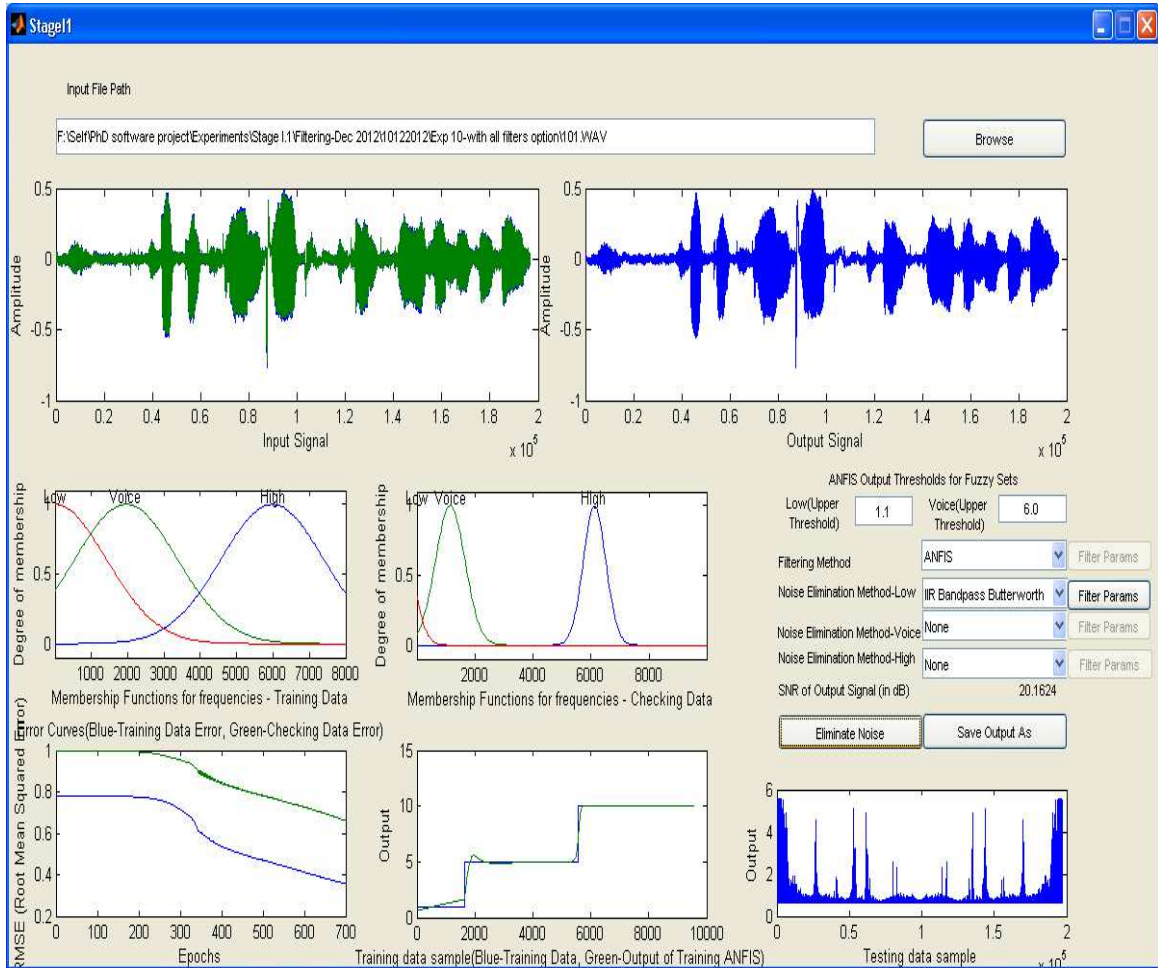 StageI1
Input File Path
F:\Self\PhD software project\Experiments\Stage I.1\Filtering-Dec 2012\10122012\Exp 10-with all filters option\101.WAV
Browse
0.5
0
-0.5
-1
Amplitude
0 0.2 0.4 0.6 0.8 1 1.2 1.4 1.6 1.8 2
Input Signal
x 10^5
0.5
0
-0.5
-1
Amplitude
0 0.2 0.4 0.6 0.8 1 1.2 1.4 1.6 1.8 2
Output Signal
x 10^5
Degree of membership
1
0.5
0
Low Voice High
1000 2000 3000 4000 5000 6000 7000 8000
Membership Functions for frequencies - Training Data
Degree of membership
1
0.5
0
Low Voice High
2000 4000 6000 8000
Membership Functions for frequencies - Checking Data
ANFIS Output Thresholds for Fuzzy Sets
Low(Upper Threshold) 1.1 Voice(Upper Threshold) 6.0
Filtering Method ANFIS Filter Params
Noise Elimination Method-Low IIR Bandpass Butterworth Filter Params
Noise Elimination Method-Voice None Filter Params
Noise Elimination Method-High None Filter Params
SNR of Output Signal (in dB) 20.1624
Eliminate Noise Save Output As
Error Curves(Blue-Training Data Error, Green-Checking Data Error)
RMSE (Root Mean Squared Error)
1
0.8
0.6
0.4
0.2
0 100 200 300 400 500 600 700
Epochs
Output
15
10
5
0
0 2000 4000 6000 8000 10000
Training data sample(Blue-Training Data, Green-Output of Training ANFIS)
Output
6
4
2
0
0 0.5 1 1.5 2
Testing data sample
x 10^5